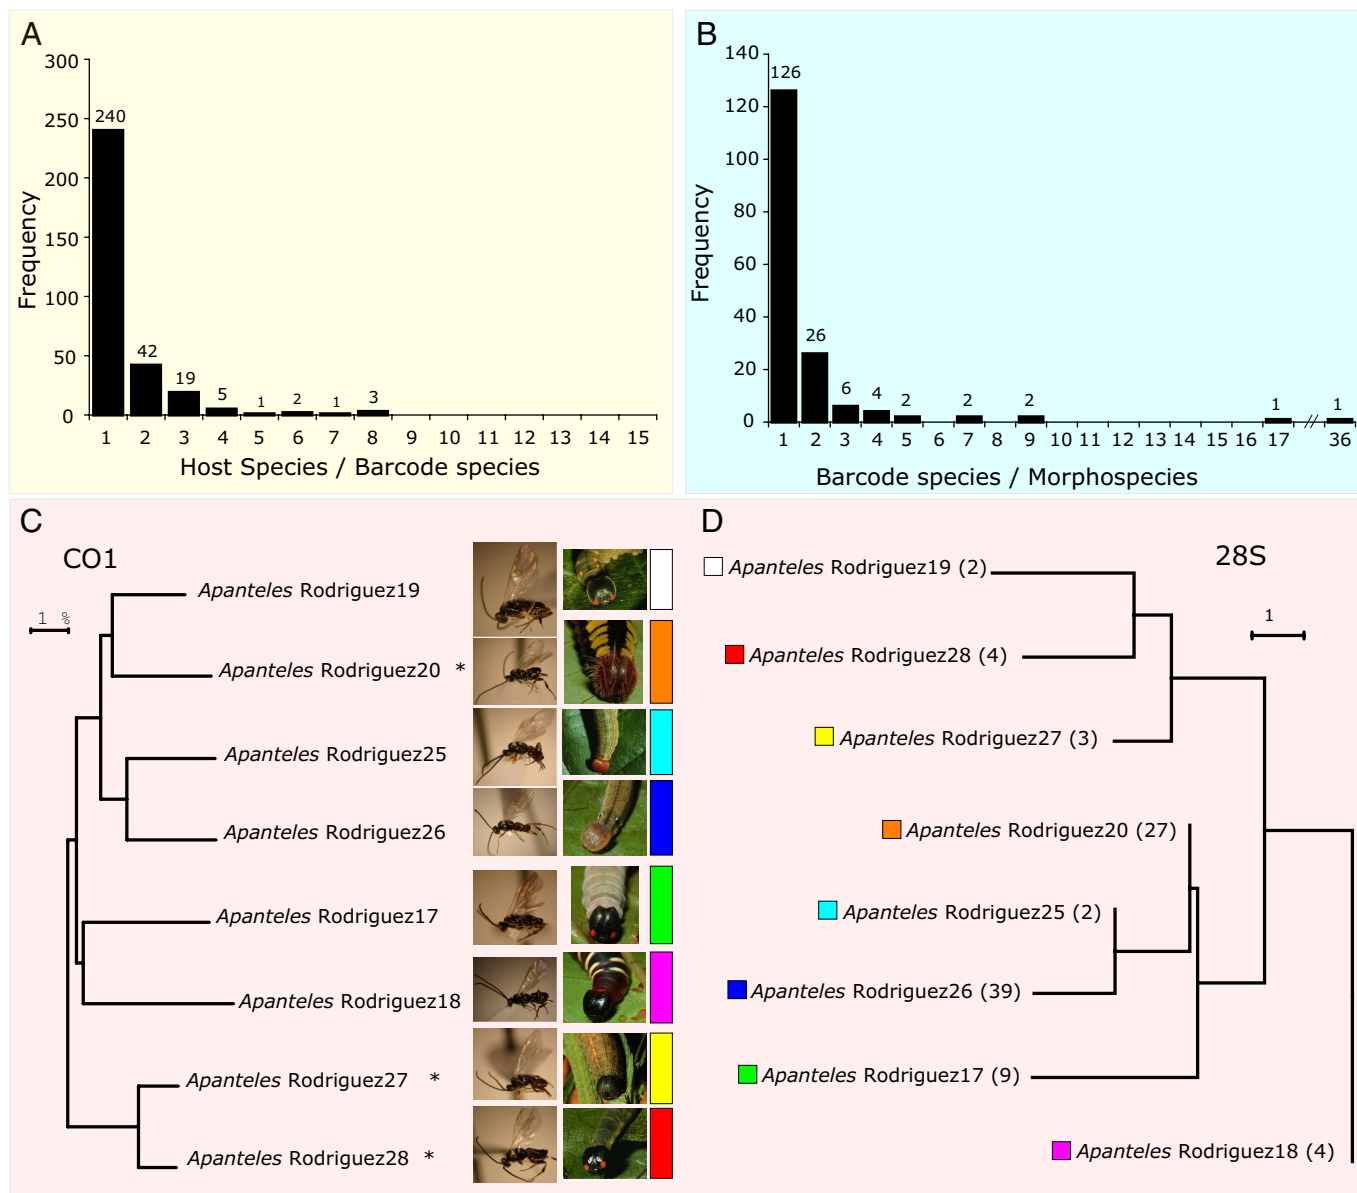 A
300
250
200
150
100
50
0
Frequency
240
42
19
5
1
2
1
3
1 2 3 4 5 6 7 8 9 10 11 12 13 14 15
Host Species / Barcode species
B
140
120
100
80
60
40
20
0
Frequency
126
26
6
4
2
2
2
1
1
1 2 3 4 5 6 7 8 9 10 11 12 13 14 15 16 17 // 36
Barcode species / Morphospecies
C
CO1
1 %
Apanteles Rodriguez19
Apanteles Rodriguez20 *
Apanteles Rodriguez25
Apanteles Rodriguez26
Apanteles Rodriguez17
Apanteles Rodriguez18
Apanteles Rodriguez27 *
Apanteles Rodriguez28 *
D
28S
1
Apanteles Rodriguez19 (2)
Apanteles Rodriguez28 (4)
Apanteles Rodriguez27 (3)
Apanteles Rodriguez20 (27)
Apanteles Rodriguez25 (2)
Apanteles Rodriguez26 (39)
Apanteles Rodriguez17 (9)
Apanteles Rodriguez18 (4)